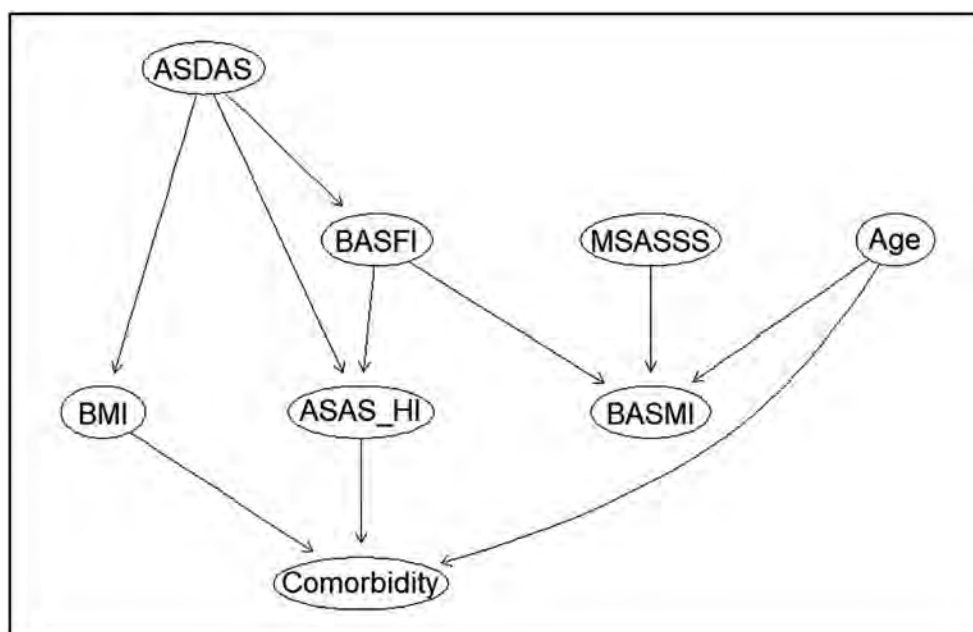 ASDAS
BASFI
MSASSS
Age
BMI
ASAS_HI
BASMI
Comorbidity